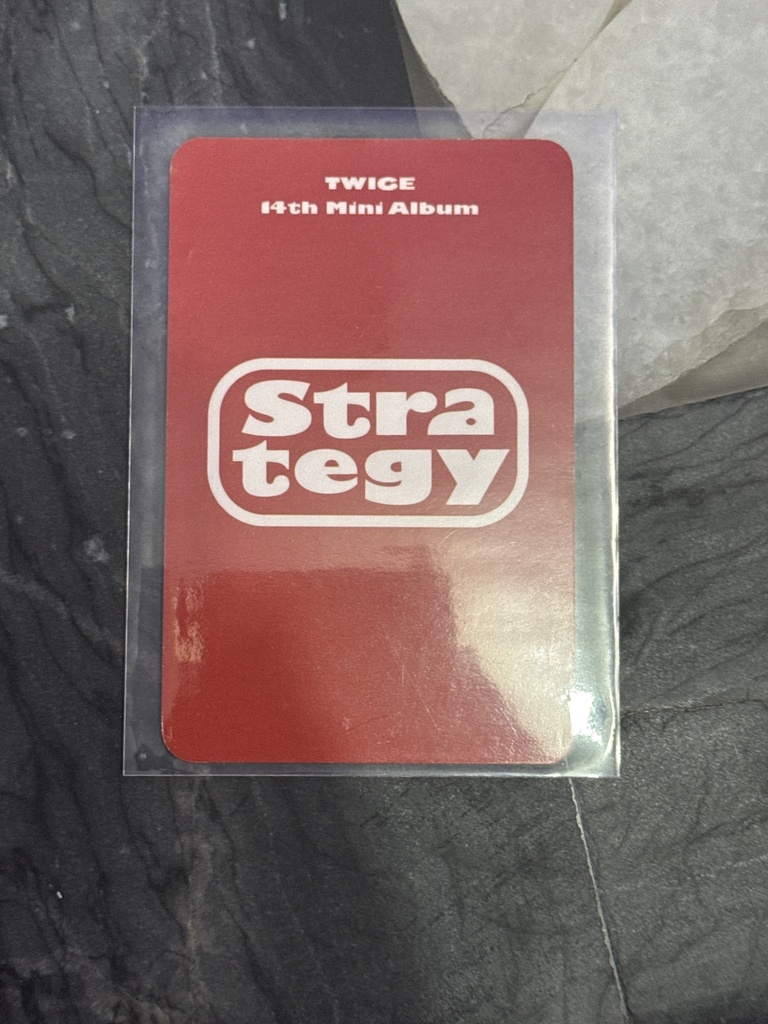 TWICE
14th Mini Album
Stra
tegy